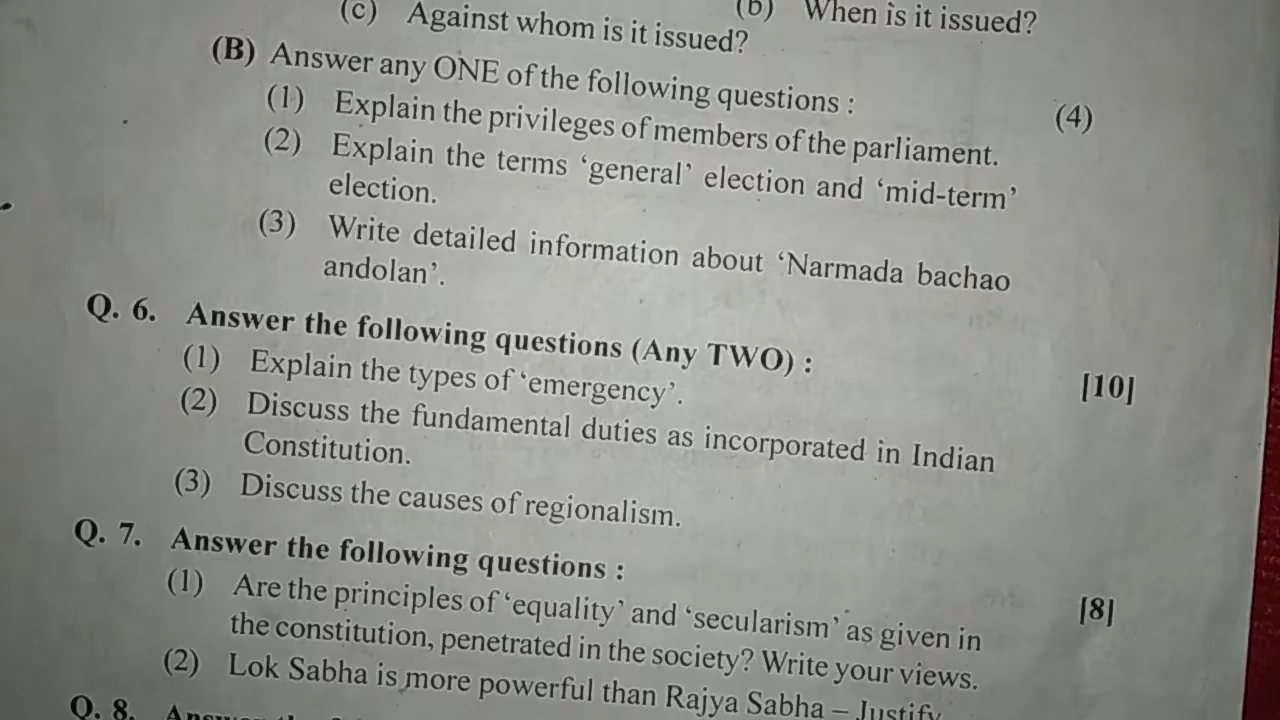 (c) Against whom is it issued?
(b) When is it issued?
(B) Answer any ONE of the following questions : (4)
(1) Explain the privileges of members of the parliament.
(2) Explain the terms ‘general’ election and ‘mid-term’
election.
(3) Write detailed information about ‘Narmada bachao
andolan’.
Q. 6. Answer the following questions (Any TWO) : [10]
(1) Explain the types of ‘emergency’.
(2) Discuss the fundamental duties as incorporated in Indian
Constitution.
(3) Discuss the causes of regionalism.
Q. 7. Answer the following questions : [8]
(1) Are the principles of ‘equality’ and ‘secularism’ as given in
the constitution, penetrated in the society? Write your views.
(2) Lok Sabha is more powerful than Rajya Sabha – Justify
Q. 8.